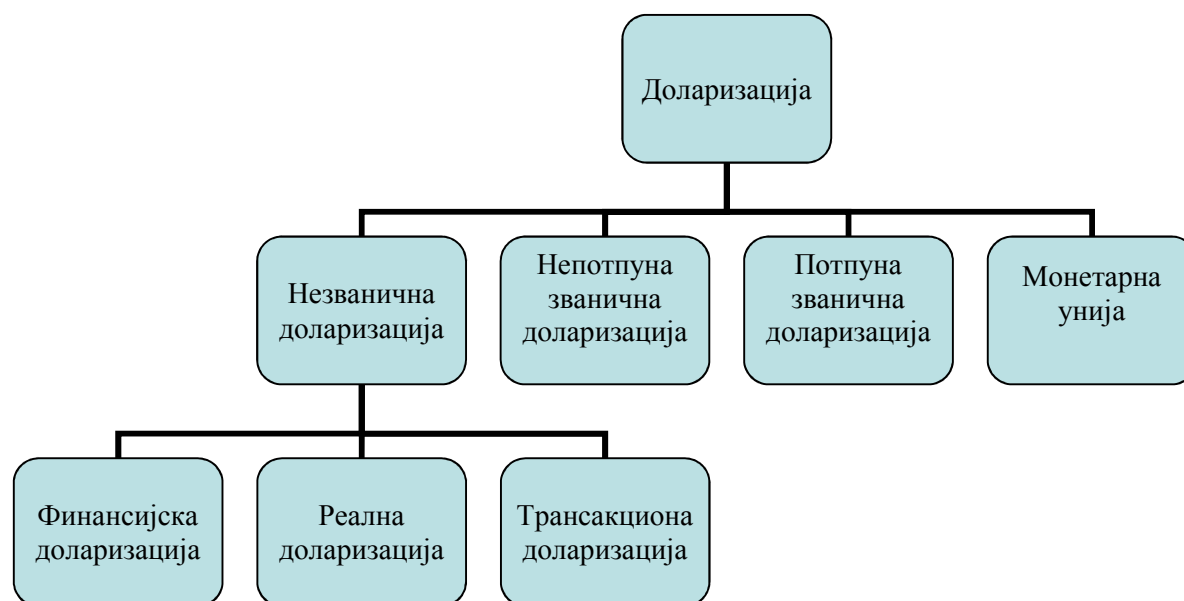 Доларизација
Незванична
доларизација
Непотпуна
званична
доларизација
Потпуна
званична
доларизација
Монетарна
унија
Финансијска
доларизација
Реална
доларизација
Трансакциона
доларизација